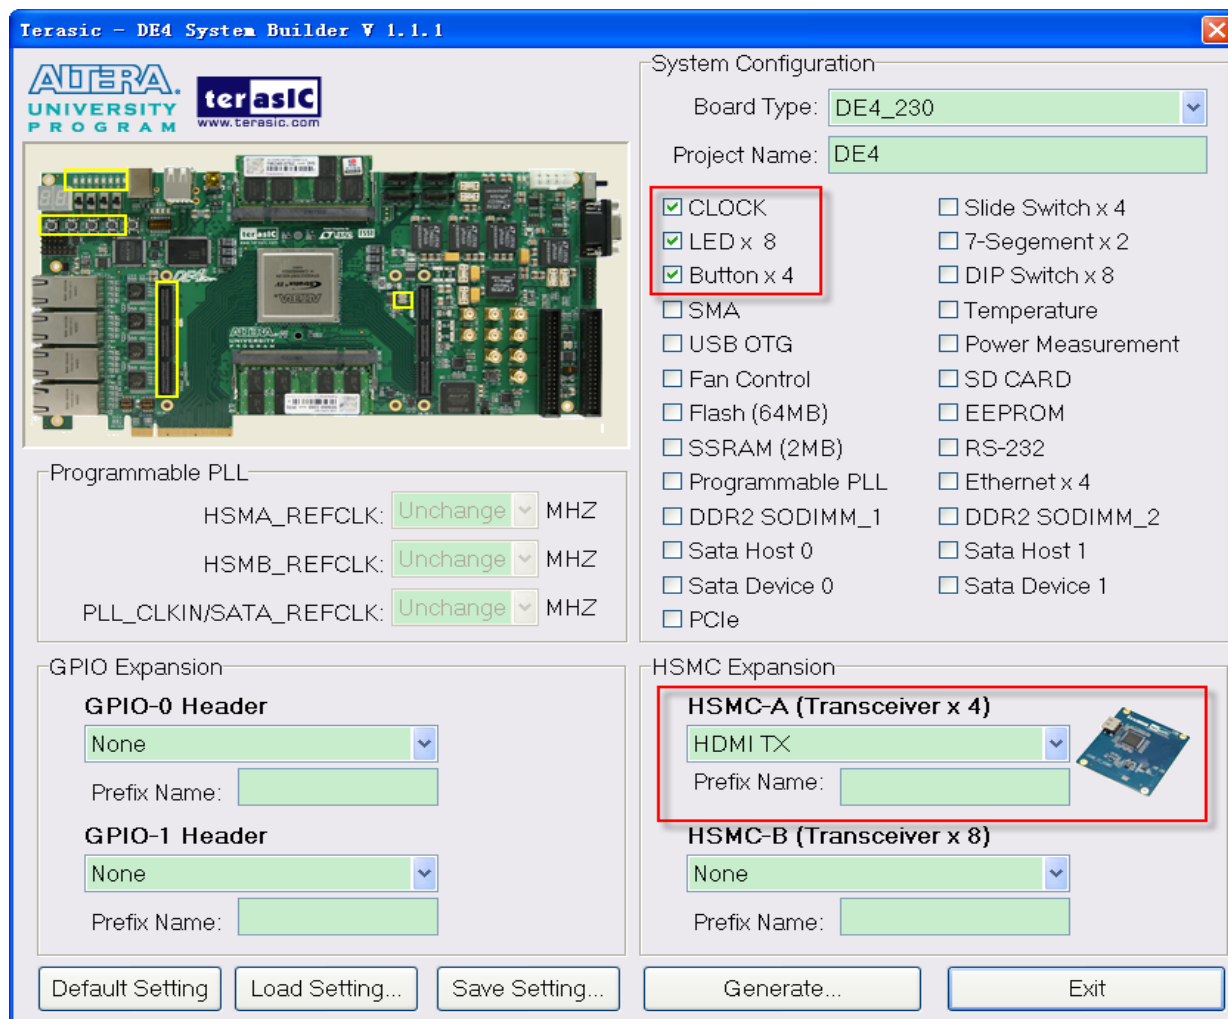 Terasic - DE4 System Builder V 1.1.1
ALTERA.
UNIVERSITY
PROGRAM
terasIC
www.terasic.com
System Configuration
Board Type: DE4_230
Project Name: DE4
CLOCK Slide Switch x 4
LED x 8 7-Segement x 2
Button x 4 DIP Switch x 8
SMA Temperature
USB OTG Power Measurement
Fan Control SD CARD
Flash (64MB) EEPROM
SSRAM (2MB) RS-232
Programmable PLL Ethernet x 4
DDR2 SODIMM_1 DDR2 SODIMM_2
Sata Host 0 Sata Host 1
Sata Device 0 Sata Device 1
PCIe
Programmable PLL
HSMA_REFCLK: Unchange MHZ
HSMB_REFCLK: Unchange MHZ
PLL_CLKIN/SATA_REFCLK: Unchange MHZ
GPIO Expansion
GPIO-0 Header
None
Prefix Name:
GPIO-1 Header
None
Prefix Name:
HSMC Expansion
HSMC-A (Transceiver x 4)
HDMI TX
Prefix Name:
HSMC-B (Transceiver x 8)
None
Prefix Name:
Default Setting Load Setting... Save Setting... Generate... Exit